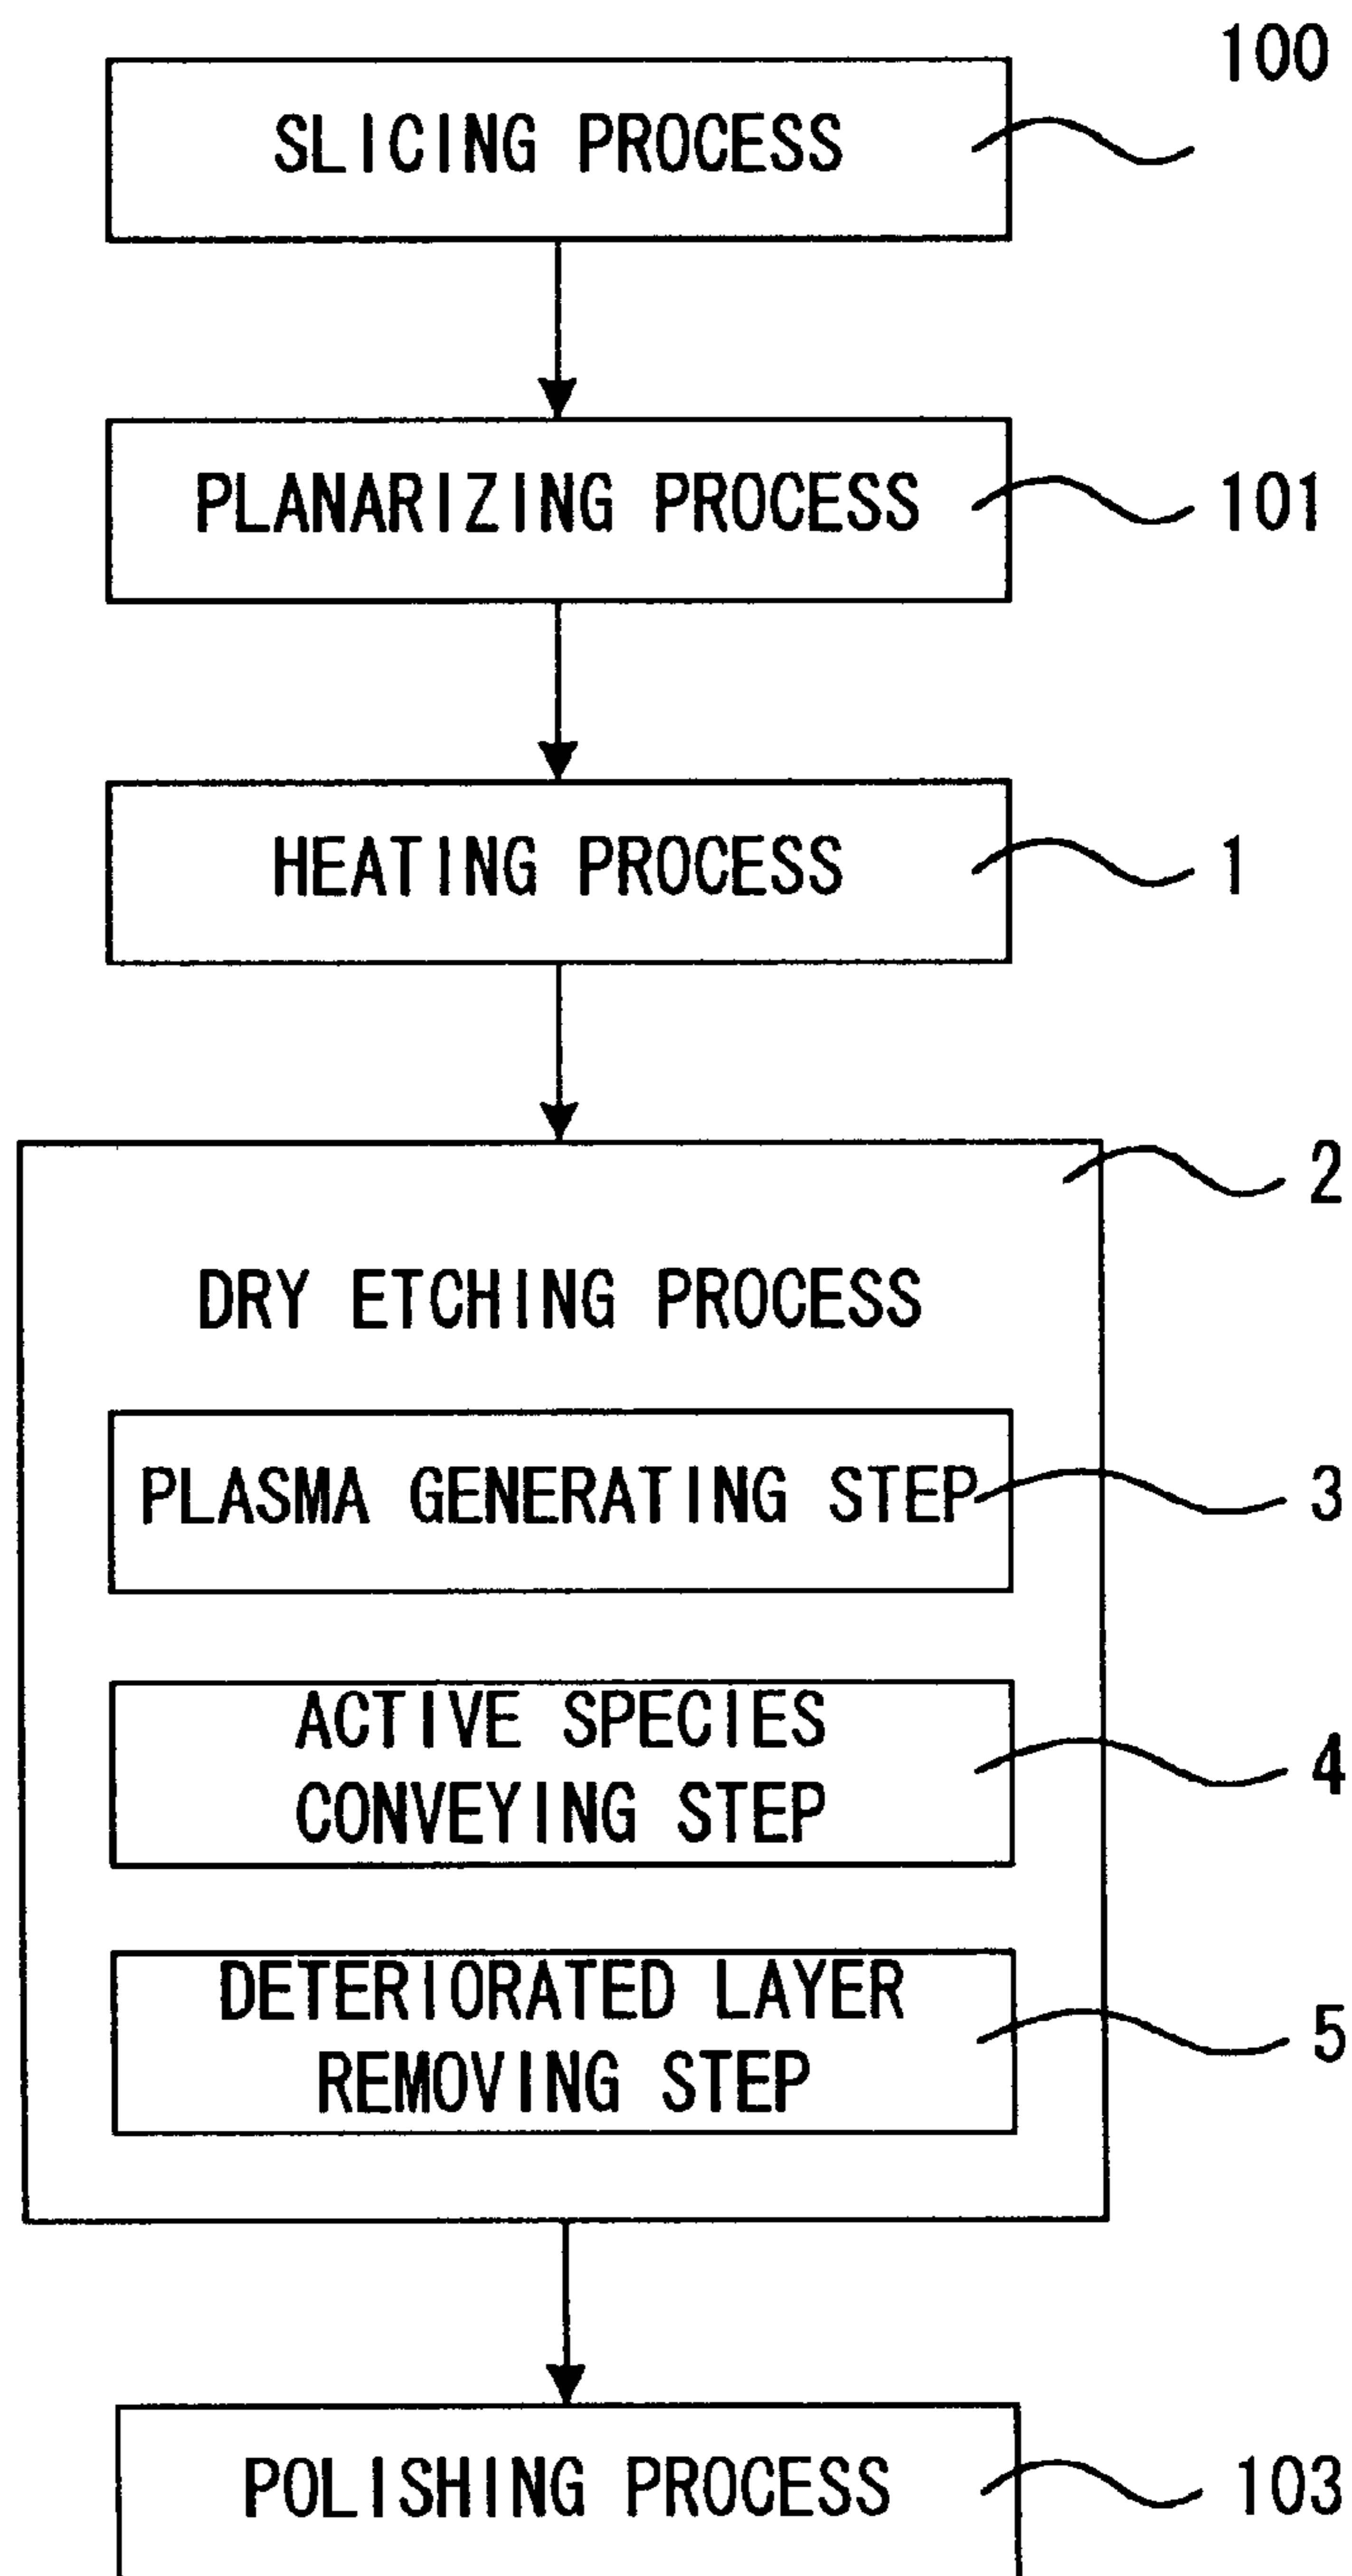 100
SLICING PROCESS
PLANARIZING PROCESS
101
HEATING PROCESS
1
2
DRY ETCHING PROCESS
PLASMA GENERATING STEP
3
ACTIVE SPECIES
CONVEYING STEP
4
DETERIORATED LAYER
REMOVING STEP
5
POLISHING PROCESS
103